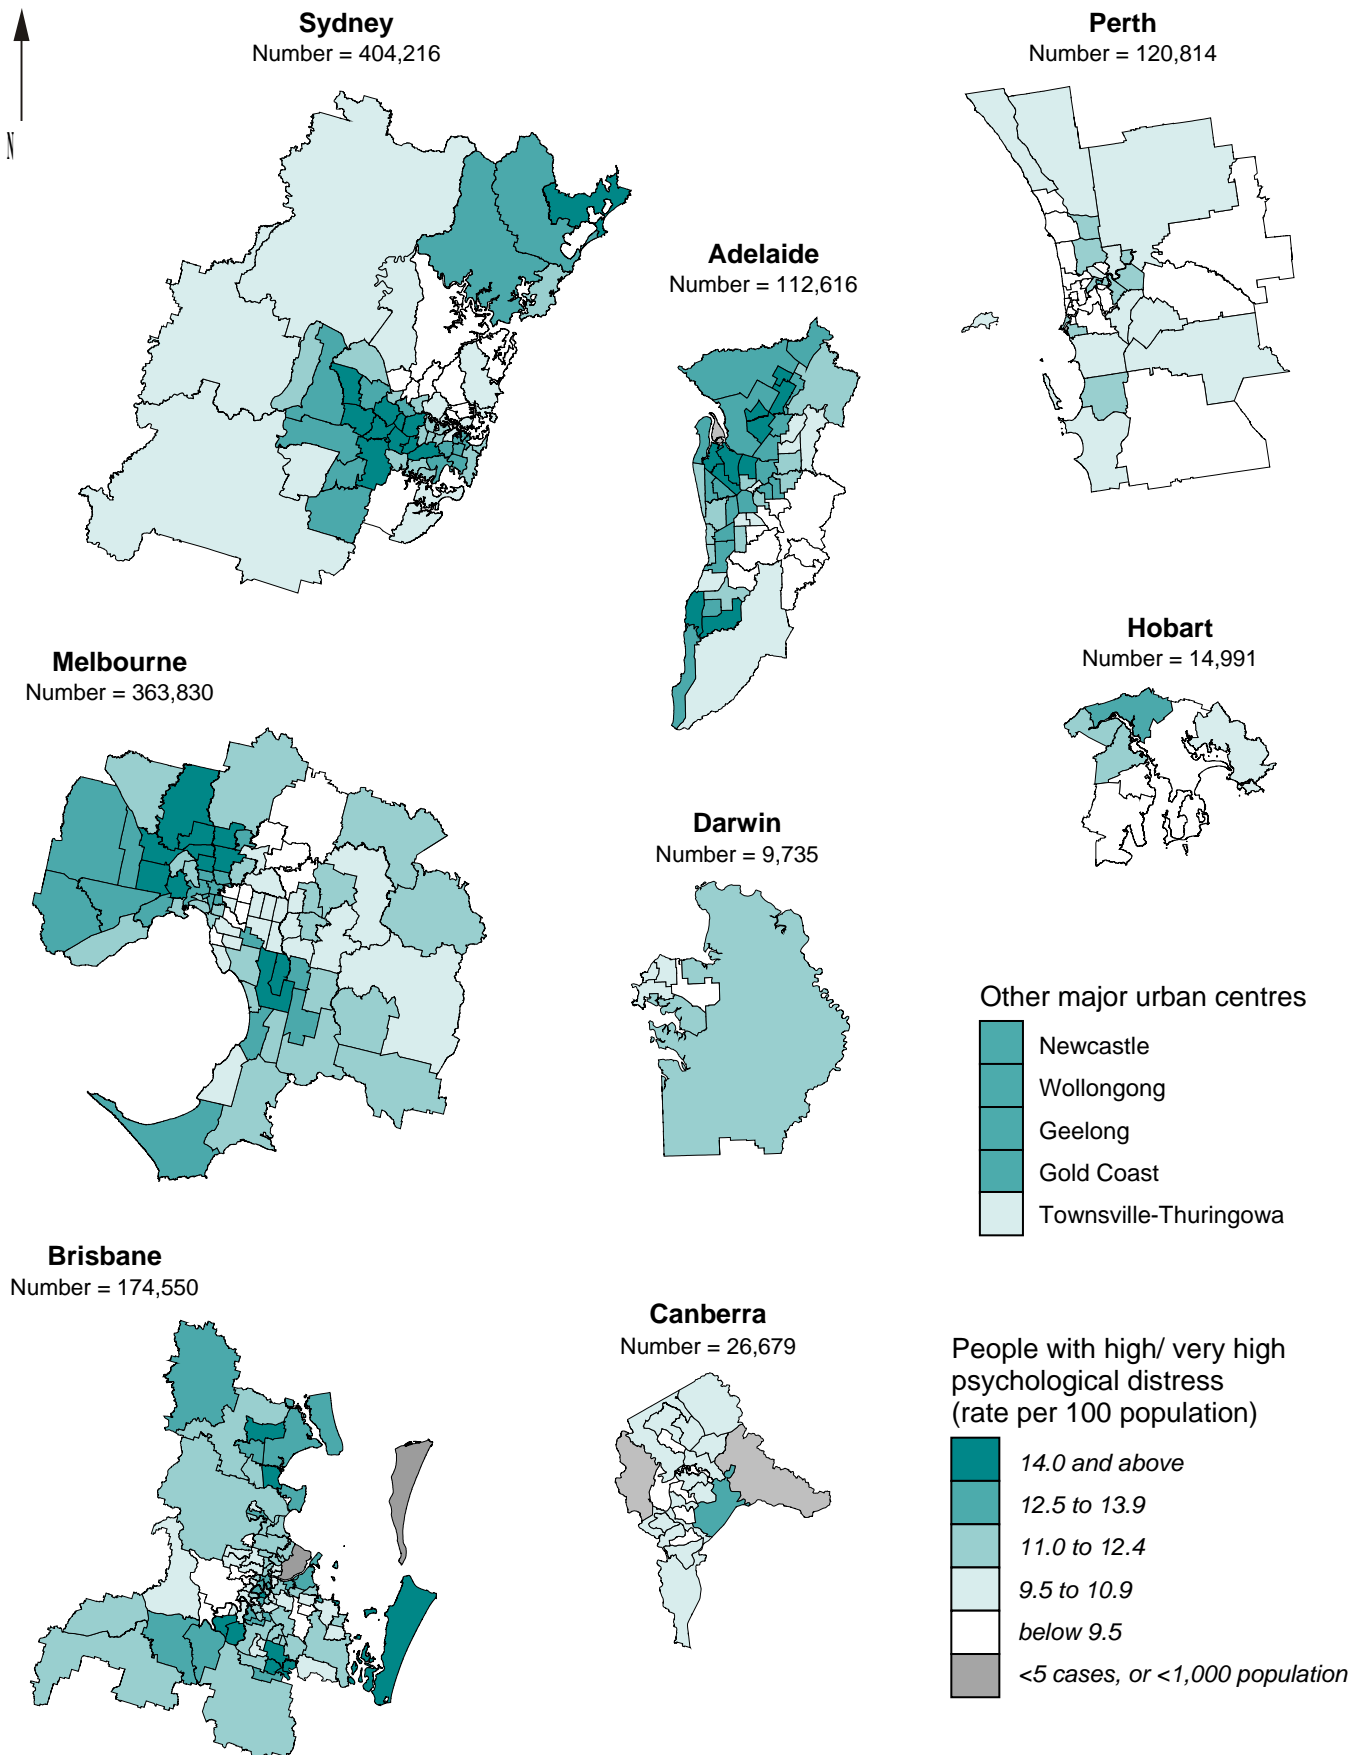 Sydney
Number = 404,216
Perth
Number = 120,814
N
Adelaide
Number = 112,616
Hobart
Number = 14,991
Melbourne
Number = 363,830
Darwin
Number = 9,735
Other major urban centres
Newcastle
Wollongong
Geelong
Gold Coast
Townsville-Thuringowa
Brisbane
Number = 174,550
Canberra
Number = 26,679
People with high/ very high
psychological distress
(rate per 100 population)
14.0 and above
12.5 to 13.9
11.0 to 12.4
9.5 to 10.9
below 9.5
<5 cases, or <1,000 population